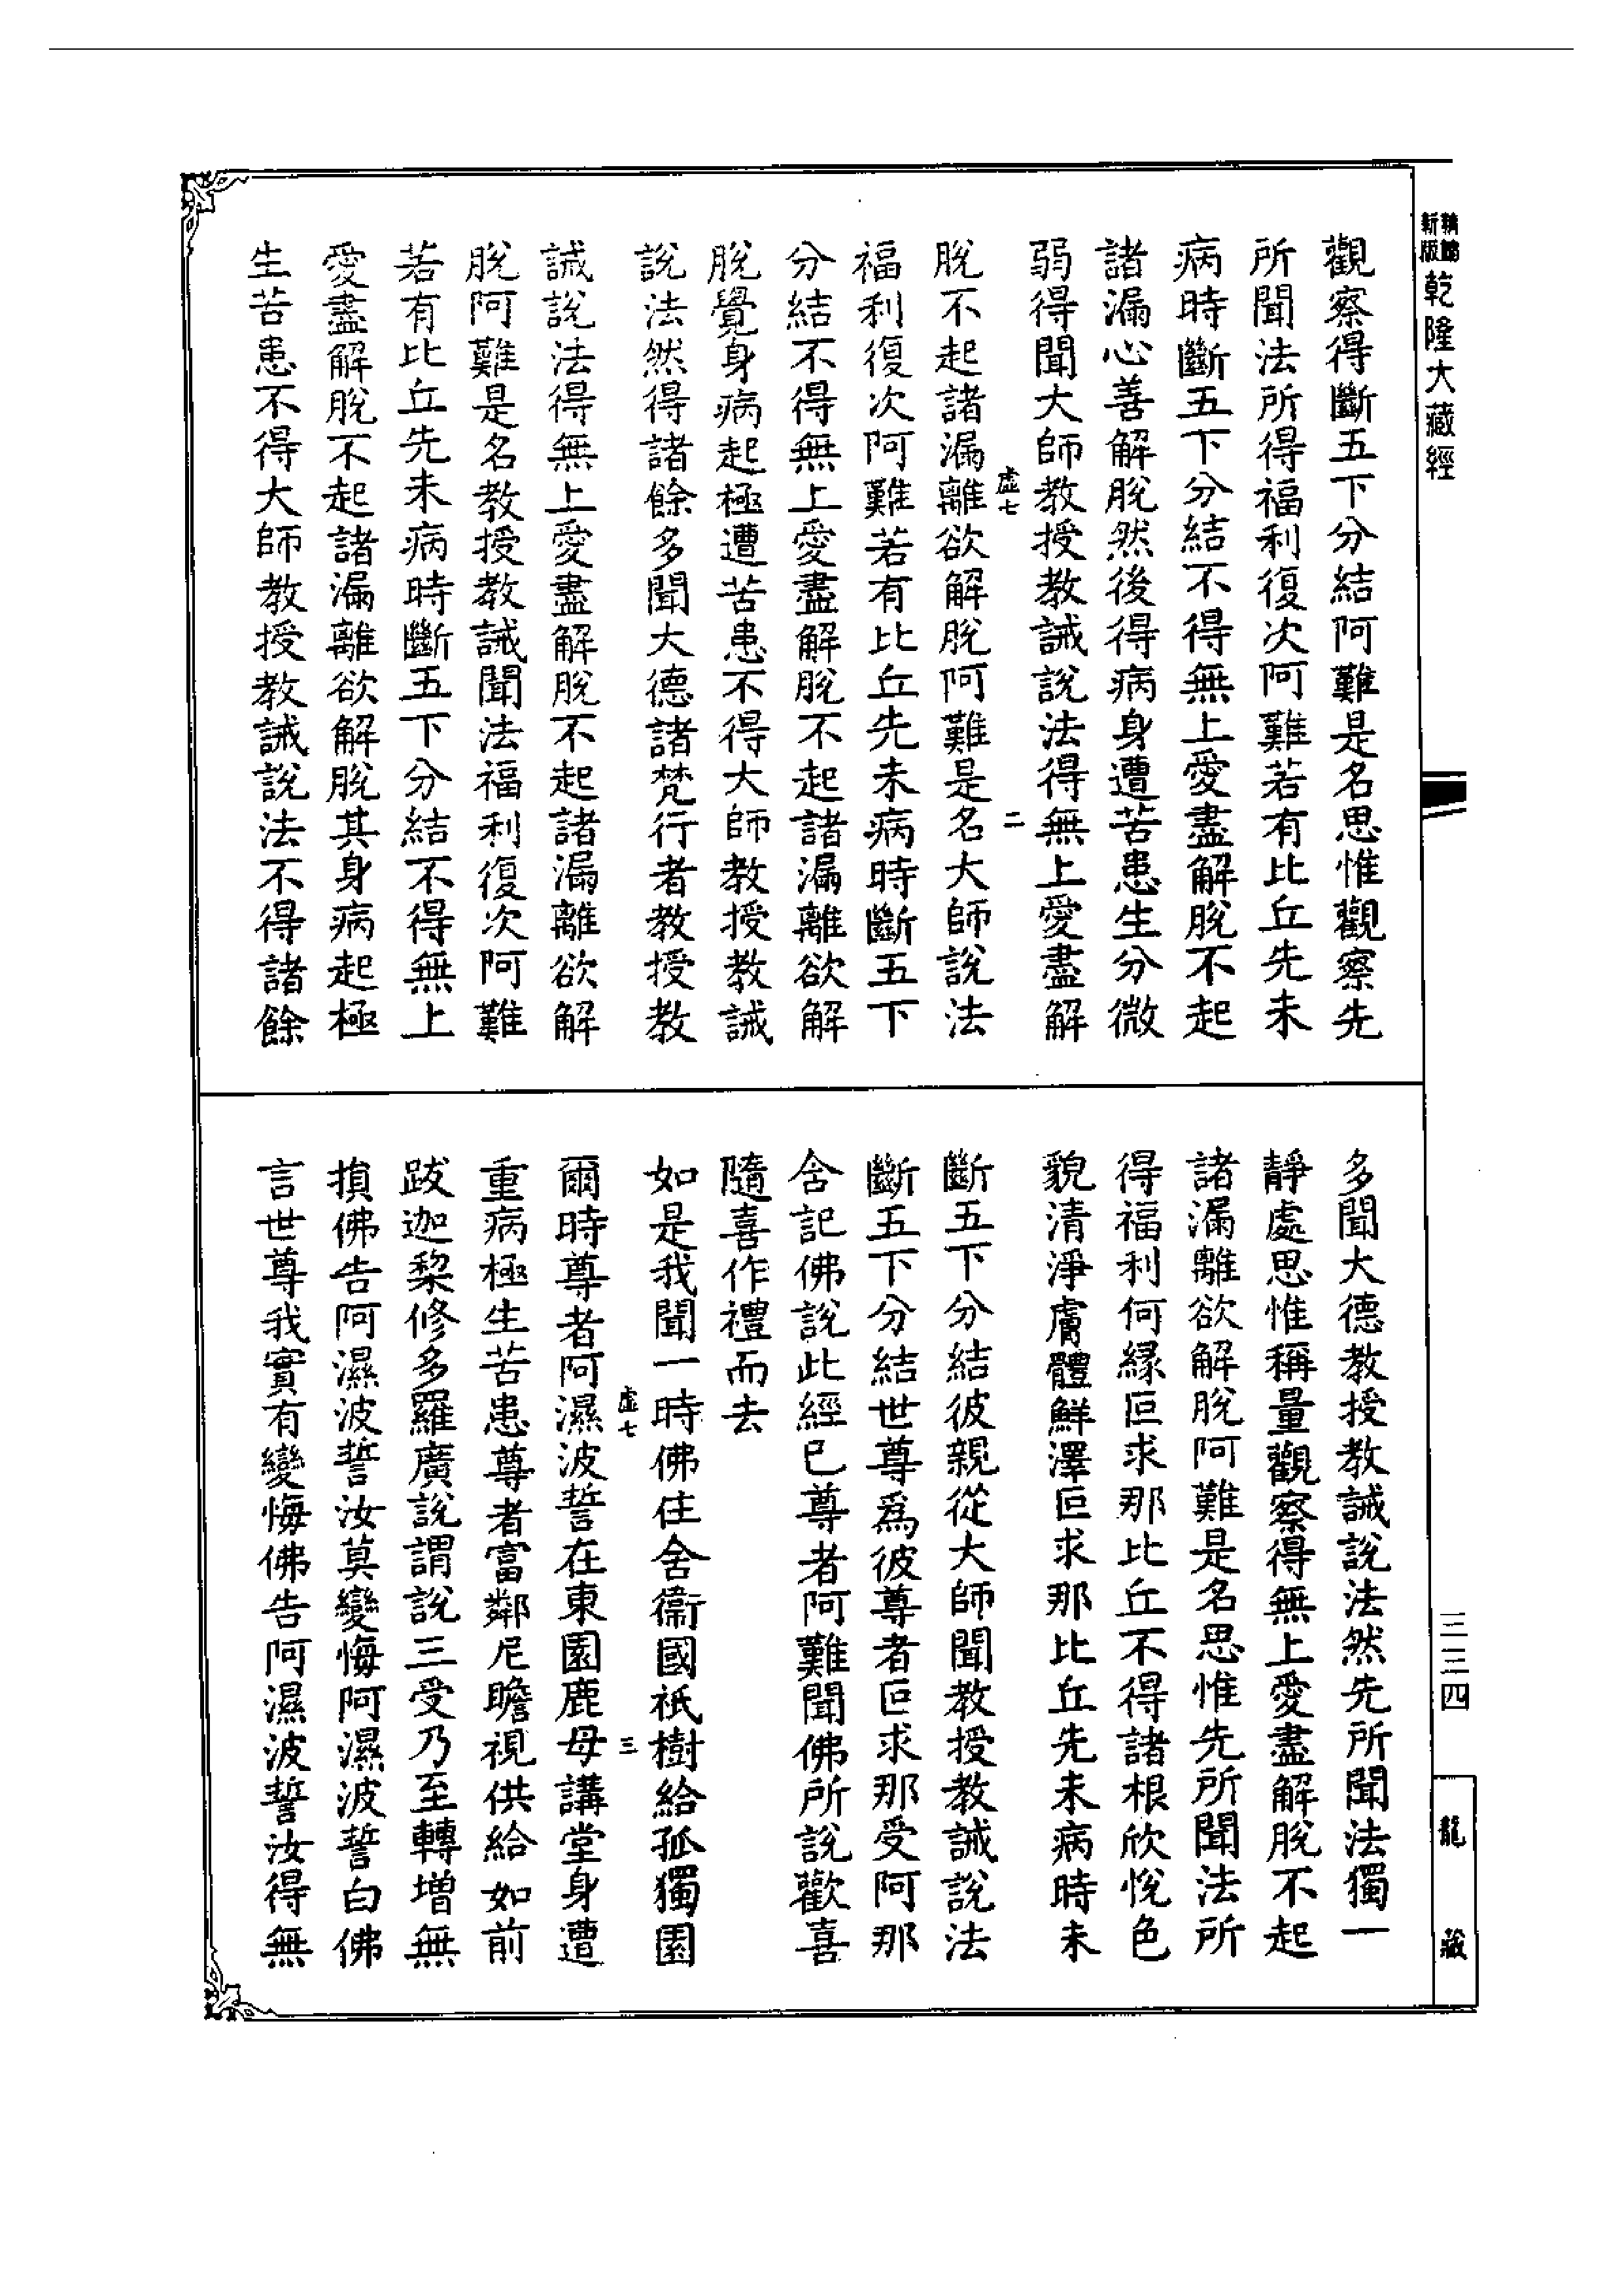 新版
精縮
乾隆大藏經
觀察得斷五下分結阿難是名思惟觀察先
所聞法所得福利復次阿難若有比丘先未
病時斷五下分結不得無上愛盡解脫不起
諸漏心善解脫然後得病身遭苦患生分微
弱得聞大師教授教誡說法得無上愛盡解
虛七
二
脫不起諸漏離欲解脫阿難是名大師說法
福利復次阿難若有比丘先未病時斷五下
分結不得無上愛盡解脫不起諸漏離欲解
脫覺身病起極遭苦患不得大師教授教誡
說法然得諸餘多聞大德諸梵行者教授教
誡說法得無上愛盡解脫不起諸漏離欲解
脫阿難是名教授教誡聞法福利復次阿難
若有比丘先未病時斷五下分結不得無上
愛盡解脫不起諸漏離欲解脫其身病起極
生苦患不得大師教授教誡說法不得諸餘
多聞大德教授教誡說法然先所聞法獨一
靜處思惟稱量觀察得無上愛盡解脫不起
諸漏離欲解脫阿難是名思惟先所聞法所
得福利何緣叵求那比丘不得諸根欣悅色
貌清淨膚體鮮澤叵求那比丘先未病時未
斷五下分結彼親從大師聞教授教誡說法
斷五下分結世尊為彼尊者叵求那受阿那
含記佛說此經已尊者阿難聞佛所說歡喜
隨喜作禮而去
如是我聞一時佛住舍衞國祇樹給孤獨園
虛七
三
爾時尊者阿濕波誓在東園鹿母講堂身遭
重病極生苦患尊者富鄰尼瞻視供給如前
跋迦棃修多羅廣說謂說三受乃至轉增無
損佛告阿濕波誓汝莫變悔阿濕波誓白佛
言世尊我實有變悔佛告阿濕波誓汝得無
三三四
龍藏